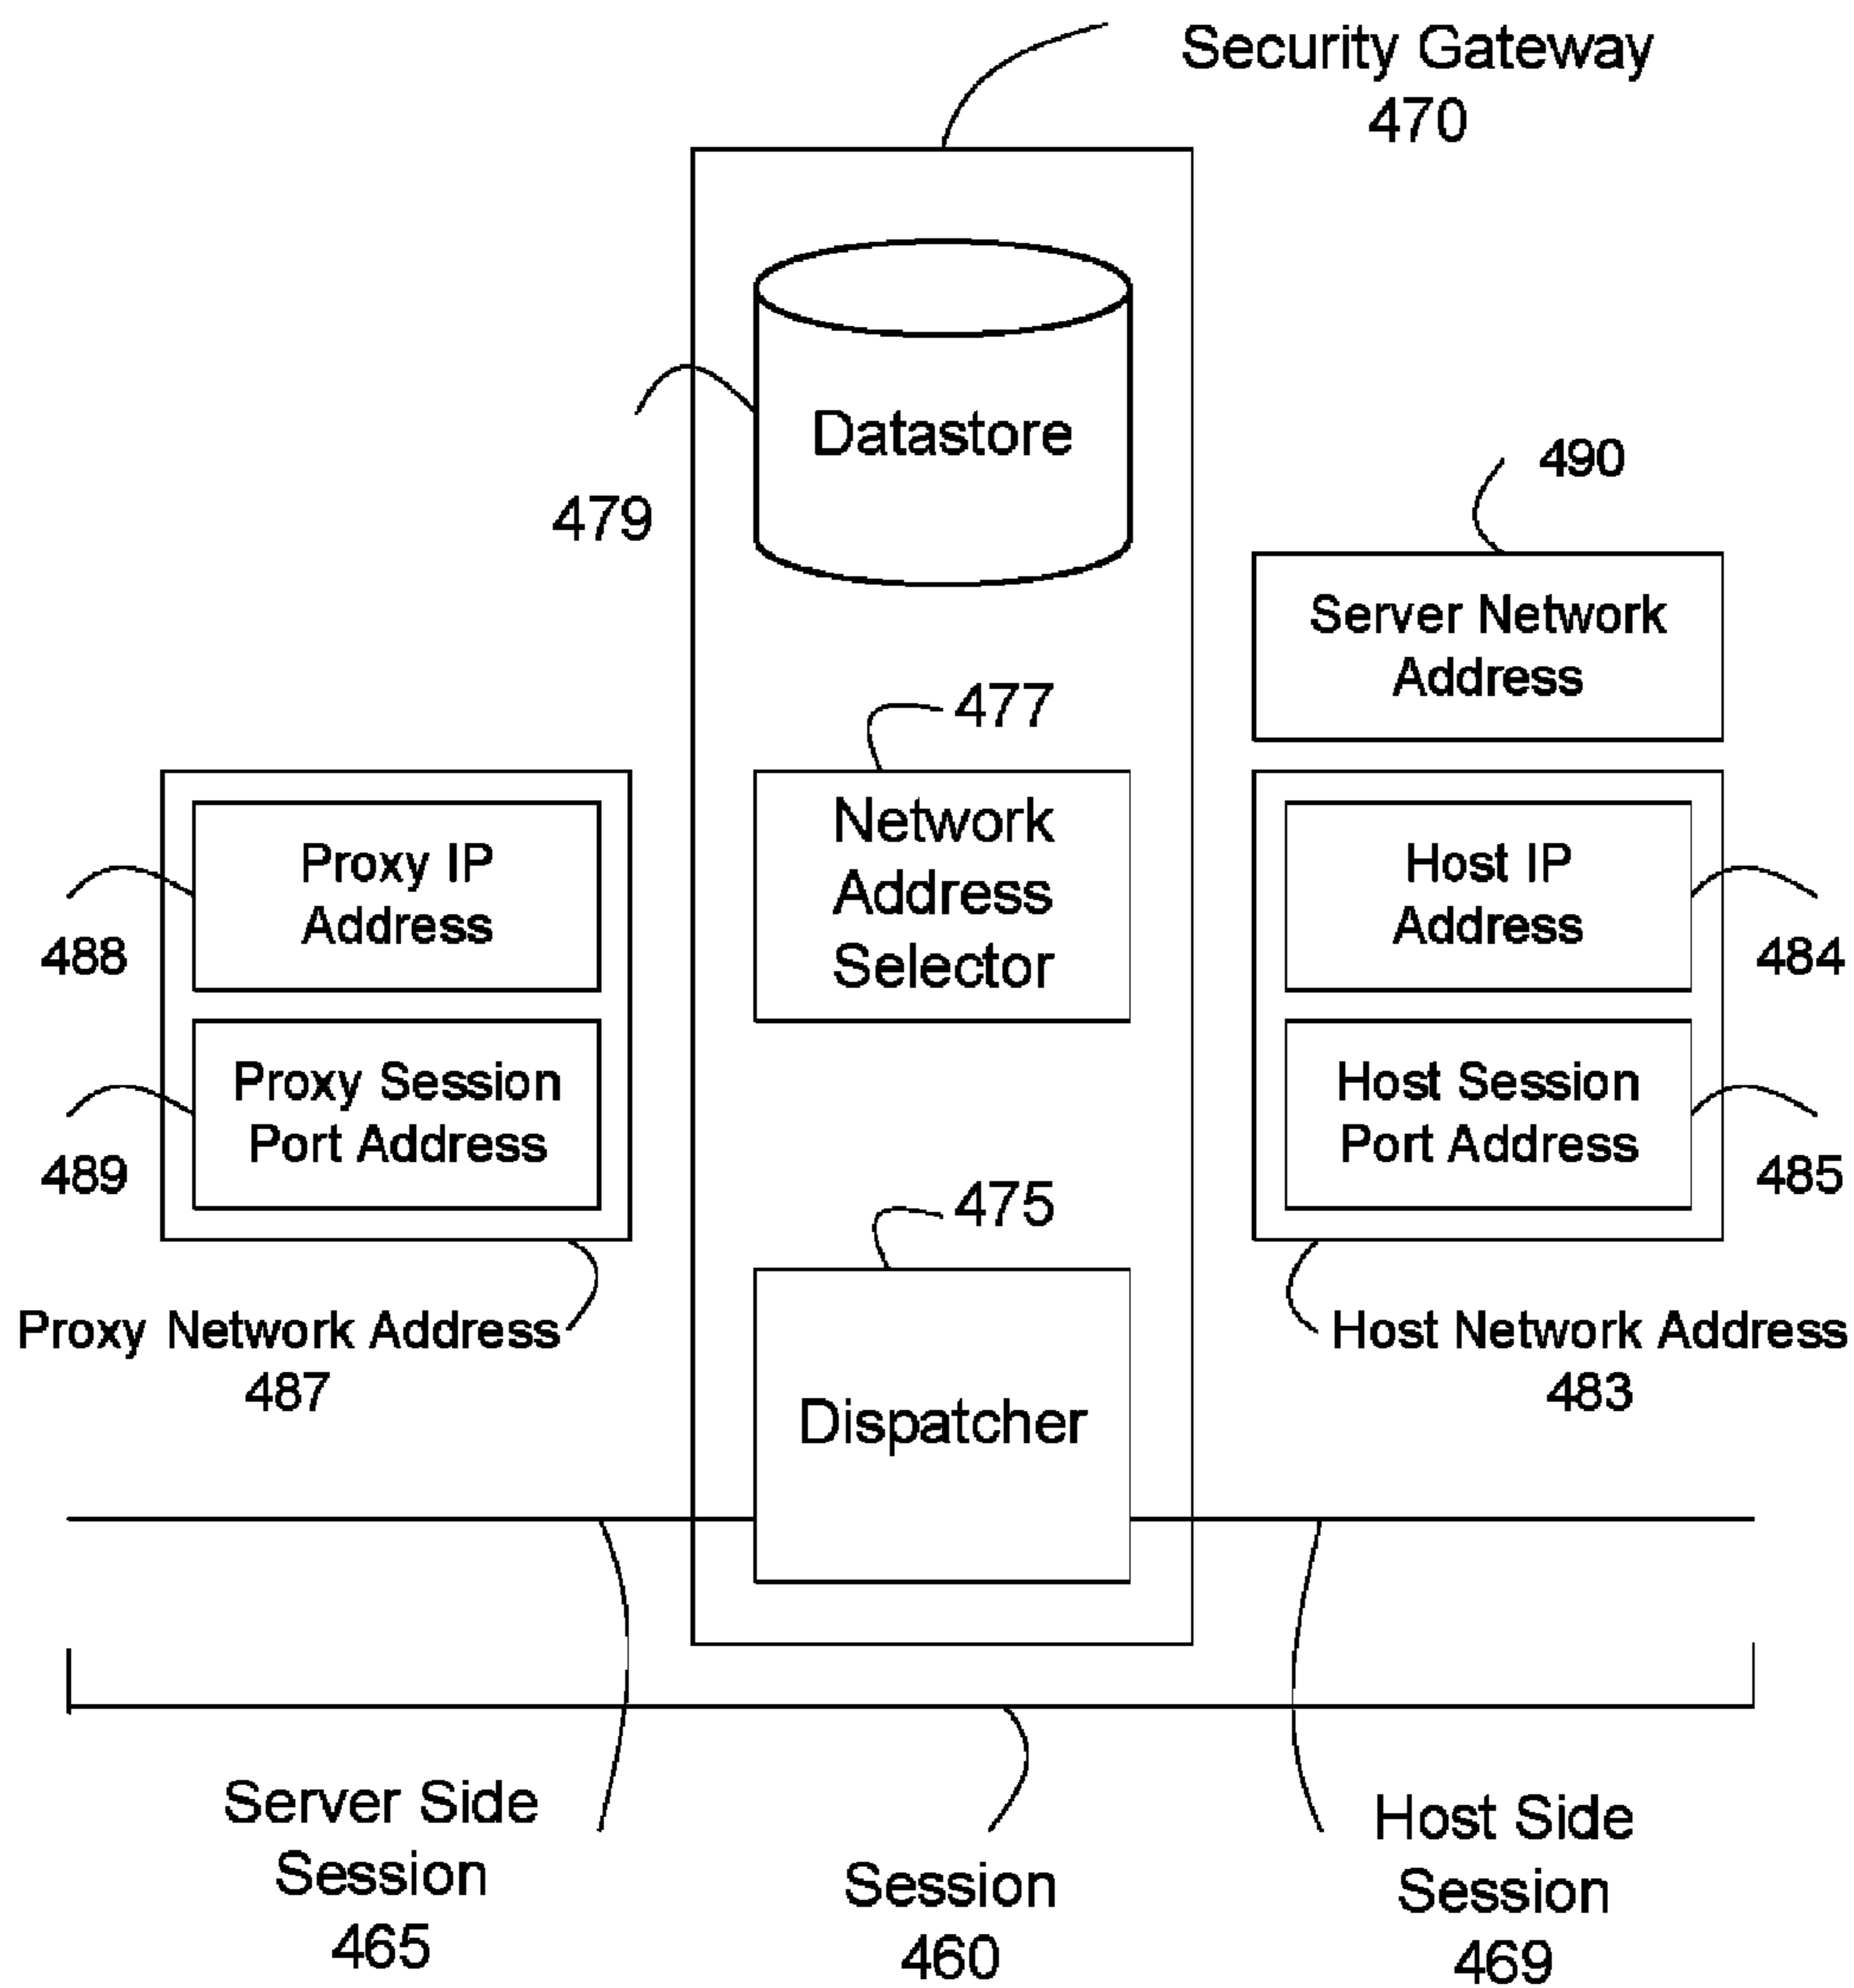 Security Gateway
470
Datastore
479
490
Server Network
Address
477
Network
Address
Selector
Proxy IP
Address
488
Proxy Session
Port Address
489
Host IP
Address
484
Host Session
Port Address
485
475
Proxy Network Address
487
Host Network Address
483
Dispatcher
Server Side
Session
465
Session
460
Host Side
Session
469